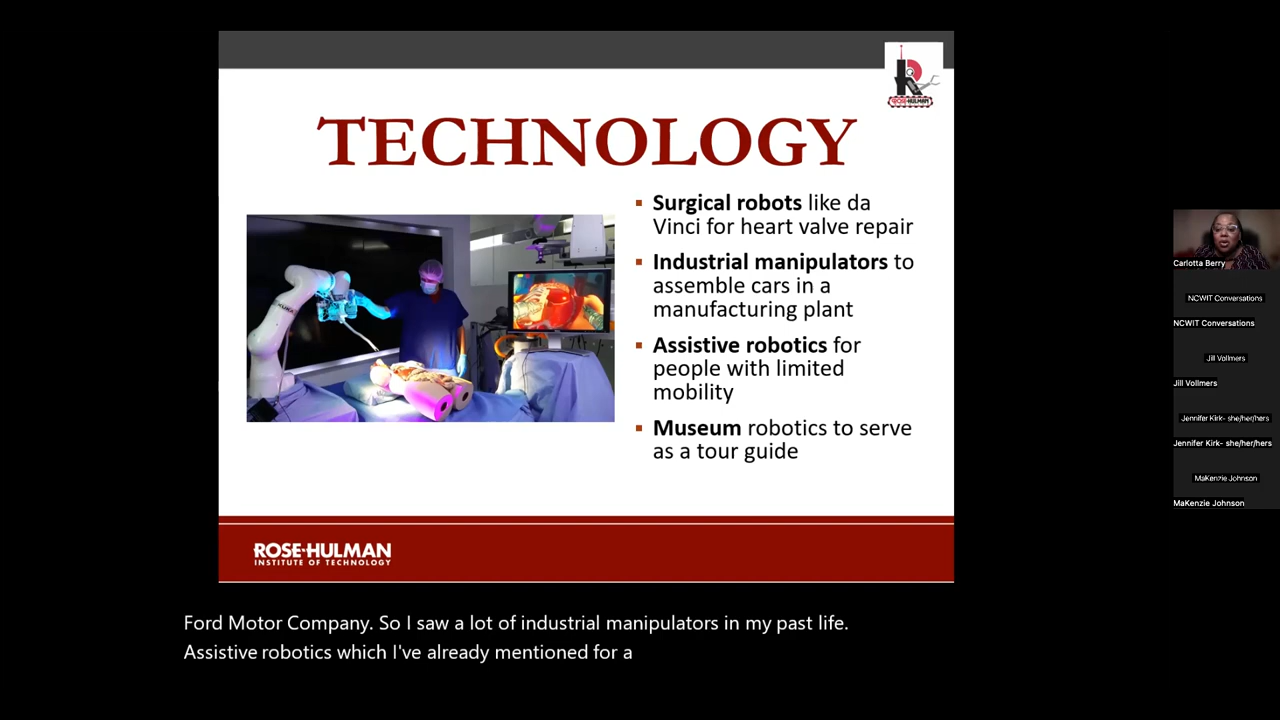 ROSE-HULMAN
TECHNOLOGY
Surgical robots like da
Vinci for heart valve repair
Industrial manipulators to
assemble cars in a
manufacturing plant
Assistive robotics for
people with limited
mobility
Museum robotics to serve
as a tour guide
ROSE-HULMAN
INSTITUTE OF TECHNOLOGY
Ford Motor Company. So I saw a lot of industrial manipulators in my past life.
Assistive robotics which I've already mentioned for a
Carlotta Berry
NCWIT Conversations
NCWIT Conversations
Jill Vollmers
Jill Vollmers
Jennifer Kirk- she/her/hers
Jennifer Kirk- she/her/hers
MaKenzie Johnson
MaKenzie Johnson